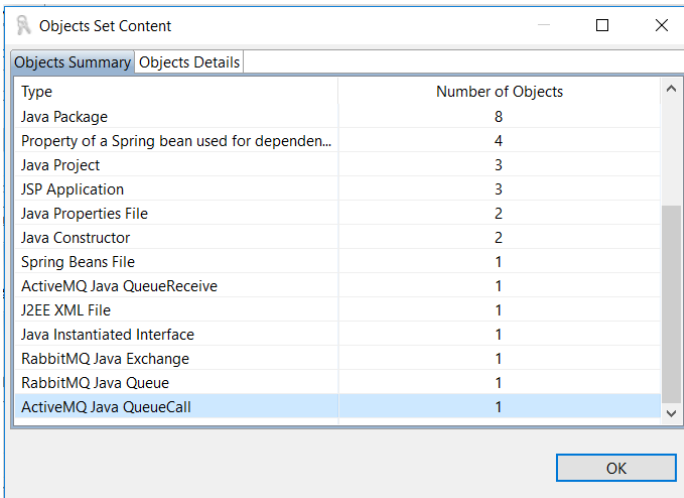 Objects Set Content
Objects Summary Objects Details
Type Number of Objects
Java Package 8
Property of a Spring bean used for dependen... 4
Java Project 3
JSP Application 3
Java Properties File 2
Java Constructor 2
Spring Beans File 1
ActiveMQ Java QueueReceive 1
J2EE XML File 1
Java Instantiated Interface 1
RabbitMQ Java Exchange 1
RabbitMQ Java Queue 1
ActiveMQ Java QueueCall 1
OK